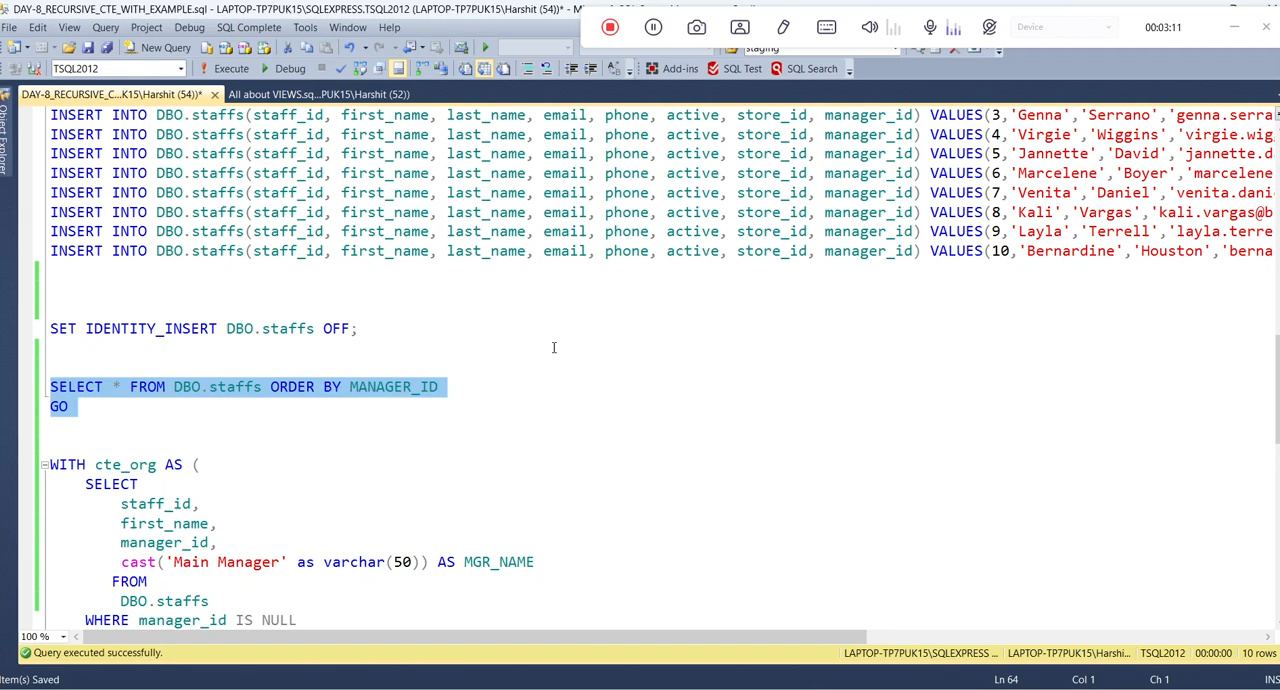 DAY-8_RECURSIVE_CTE_WITH_EXAMPLE.sql - LAPTOP-TP7PUK15\SQLEXPRESS.TSQL2012 (LAPTOP-TP7PUK15\Harshit (54))* -
00:03:11
Device
File Edit View Query Project Debug SQL Complete Tools Window Help
New Query
staging
TSQL2012 Execute Debug Add-ins SQL Test SQL Search
DAY-8_RECURSIVE_C...K15\Harshit (54))* All about VIEWS.sq...PUK15\Harshit (52))
Object Explorer
INSERT INTO DBO.staffs(staff_id, first_name, last_name, email, phone, active, store_id, manager_id) VALUES(3,'Genna','Serrano','genna.serra
INSERT INTO DBO.staffs(staff_id, first_name, last_name, email, phone, active, store_id, manager_id) VALUES(4,'Virgie','Wiggins','virgie.wig
INSERT INTO DBO.staffs(staff_id, first_name, last_name, email, phone, active, store_id, manager_id) VALUES(5,'Jannette','David','jannette.d
INSERT INTO DBO.staffs(staff_id, first_name, last_name, email, phone, active, store_id, manager_id) VALUES(6,'Marcelene','Boyer','marcelene
INSERT INTO DBO.staffs(staff_id, first_name, last_name, email, phone, active, store_id, manager_id) VALUES(7,'Venita','Daniel','venita.dani
INSERT INTO DBO.staffs(staff_id, first_name, last_name, email, phone, active, store_id, manager_id) VALUES(8,'Kali','Vargas','kali.vargas@b
INSERT INTO DBO.staffs(staff_id, first_name, last_name, email, phone, active, store_id, manager_id) VALUES(9,'Layla','Terrell','layla.terre
INSERT INTO DBO.staffs(staff_id, first_name, last_name, email, phone, active, store_id, manager_id) VALUES(10,'Bernardine','Houston','berna
SET IDENTITY_INSERT DBO.staffs OFF;
SELECT * FROM DBO.staffs ORDER BY MANAGER_ID
GO
WITH cte_org AS (
SELECT
staff_id,
first_name,
manager_id,
cast('Main Manager' as varchar(50)) AS MGR_NAME
FROM
DBO.staffs
WHERE manager_id IS NULL
100 %
Query executed successfully. LAPTOP-TP7PUK15\SQLEXPRESS ... LAPTOP-TP7PUK15\Harshi... TSQL2012 00:00:00 10 rows
Item(s) Saved Ln 64 Col 1 Ch 1 INS